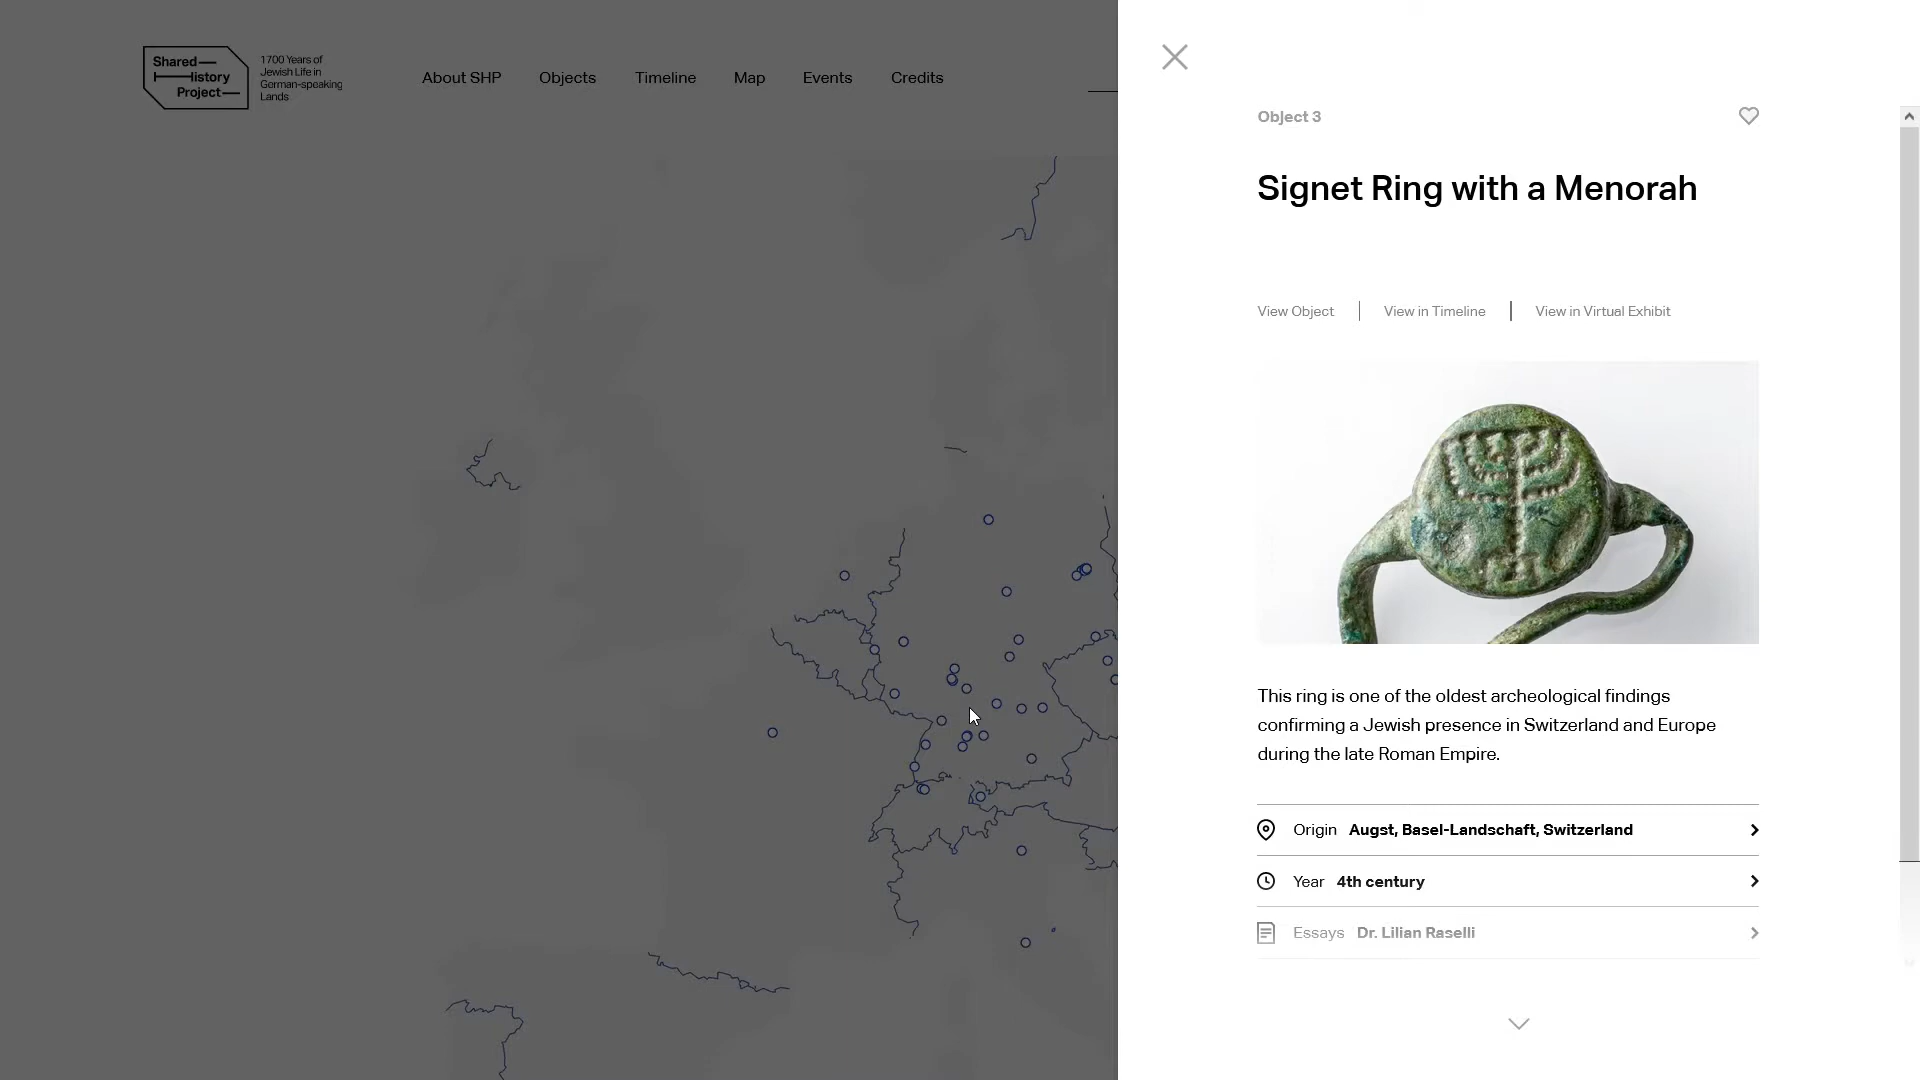 Shared
History
Project
1700 Years of
Jewish Life in
German-speaking
Lands
About SHP
Objects
Timeline
Map
Events
Credits
Object 3
Signet Ring with a Menorah
View Object
View in Timeline
View in Virtual Exhibit
This ring is one of the oldest archeological findings
confirming a Jewish presence in Switzerland and Europe
during the late Roman Empire.
Origin Augst, Basel-Landschaft, Switzerland
Year 4th century
Essays Dr. Lilian Raselli